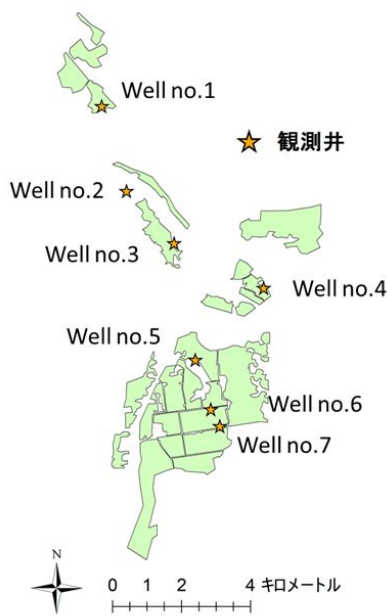 Well no.1
観測井
Well no.2
Well no.3
Well no.4
Well no.5
Well no.6
Well no.7
N
0 1 2 4 キロメートル